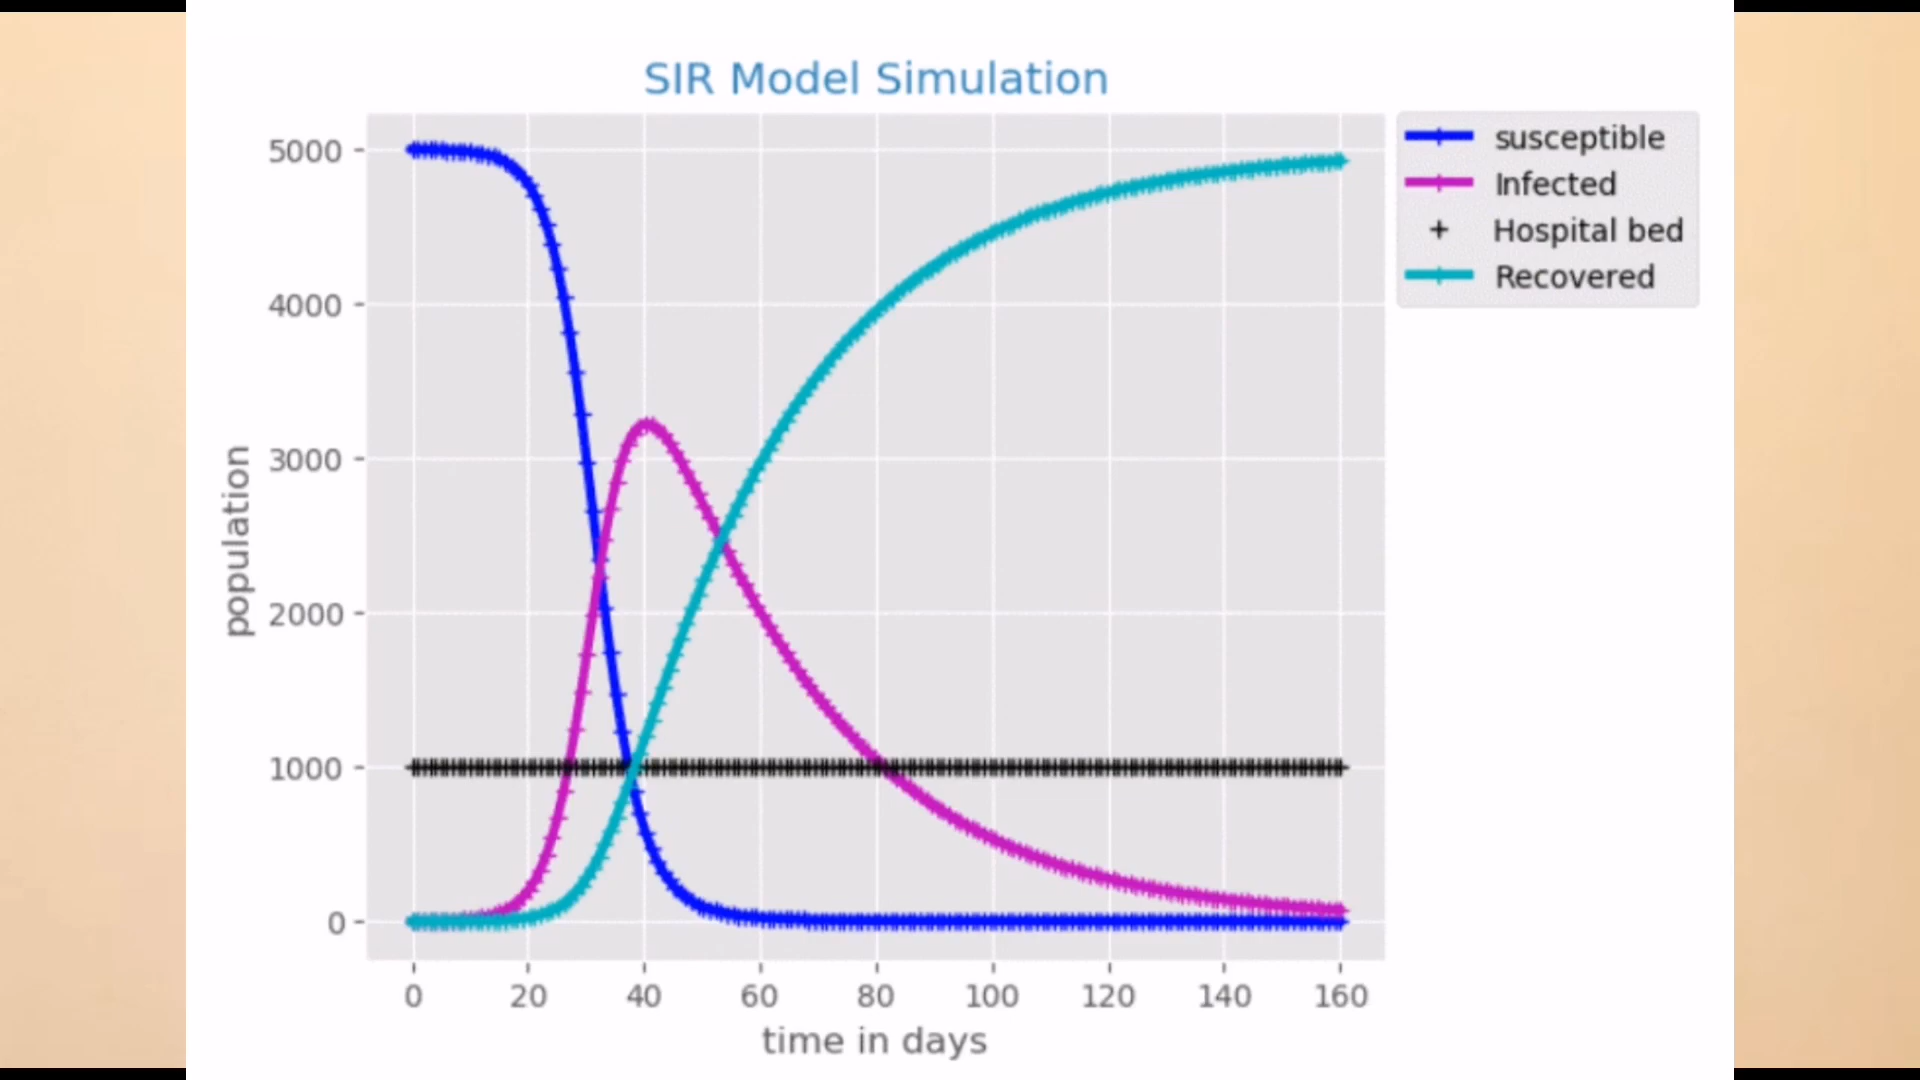 SIR Model Simulation
susceptible
Infected
Hospital bed
Recovered
population
5000
4000
3000
2000
1000
0
0 20 40 60 80 100 120 140 160
time in days